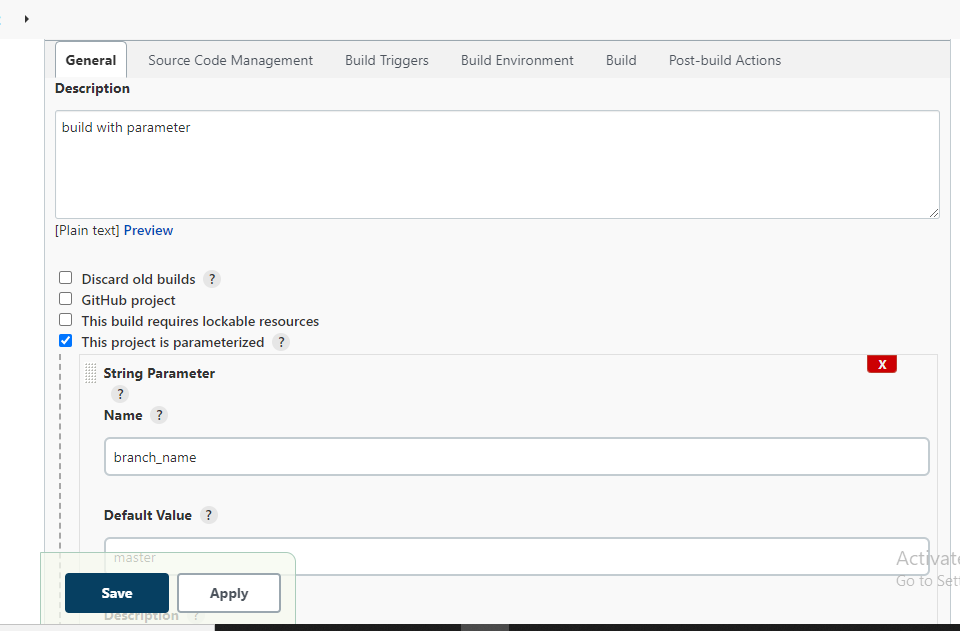 General Source Code Management Build Triggers Build Environment Build Post-build Actions
Description
build with parameter
[Plain text] Preview
Discard old builds ?
GitHub project
This build requires lockable resources
This project is parameterized ?
X
String Parameter
?
Name ?
branch_name
Default Value ?
master
Activate
Go to Sett
Save Apply
Description ?